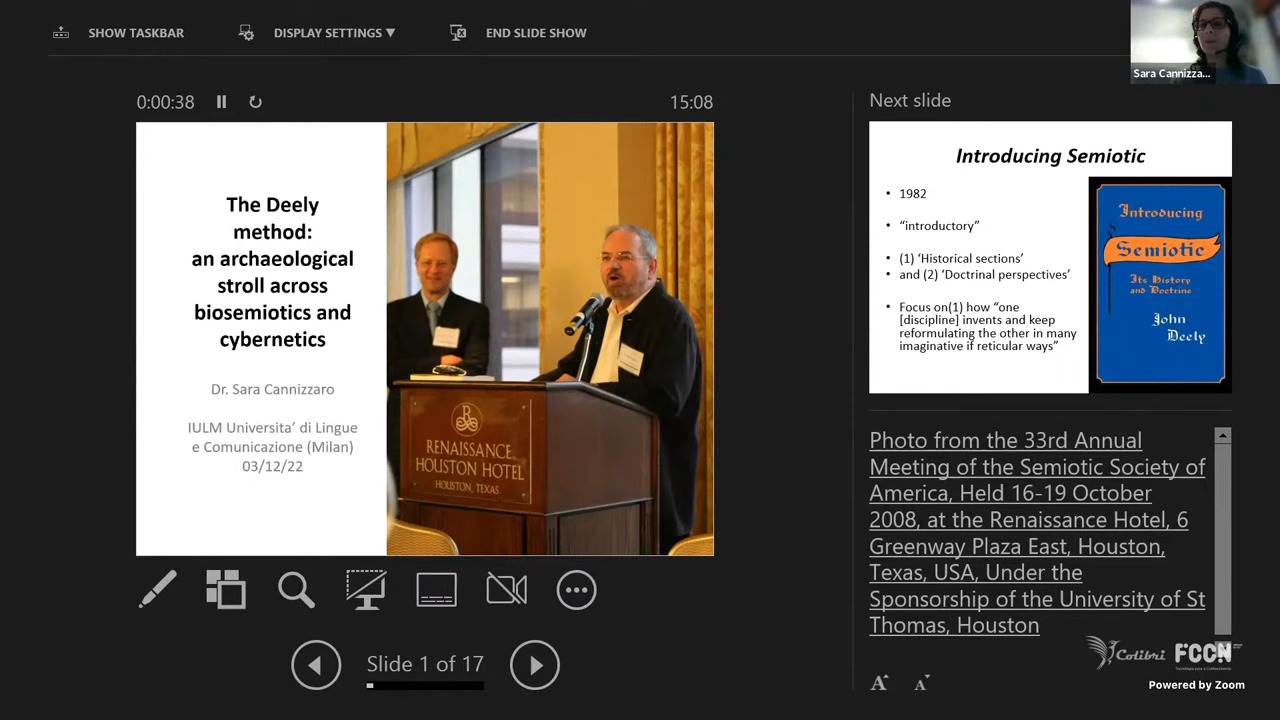 SHOW TASKBAR
DISPLAY SETTINGS ▼
END SLIDE SHOW
Sara Cannizza...
0:00:38
15:08
Next slide
The Deely
method:
an archaeological
stroll across
biosemiotics and
cybernetics
Dr. Sara Cannizzaro
IULM Universita’ di Lingue
e Comunicazione (Milan)
03/12/22
R
RENAISSANCE
HOUSTON HOTEL
HOUSTON, TEXAS
Introducing Semiotic
• 1982
• “introductory”
• (1) ‘Historical sections’
• and (2) ‘Doctrinal perspectives’
• Focus on(1) how “one
[discipline] invents and keep
reformulating the other in many
imaginative if reticular ways”
Introducing
Semiotic
Its History
and Doctrine
John
Deely
Photo from the 33rd Annual
Meeting of the Semiotic Society of
America, Held 16-19 October
2008, at the Renaissance Hotel, 6
Greenway Plaza East, Houston,
Texas, USA, Under the
Sponsorship of the University of St
Thomas, Houston
Slide 1 of 17
A A
Colibri FCCN
Powered by Zoom